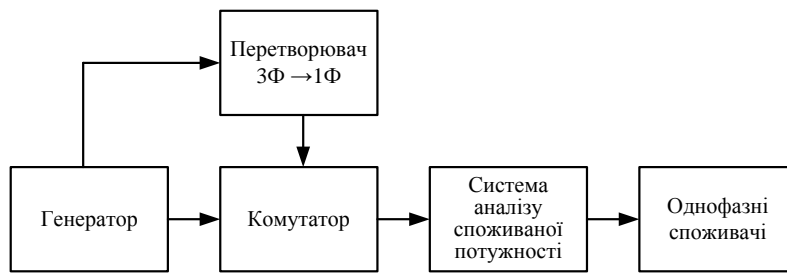 Перетворювач
3Ф →1Ф
Генератор
Комутатор
Система
аналізу
споживаної
потужності
Однофазні
споживачі